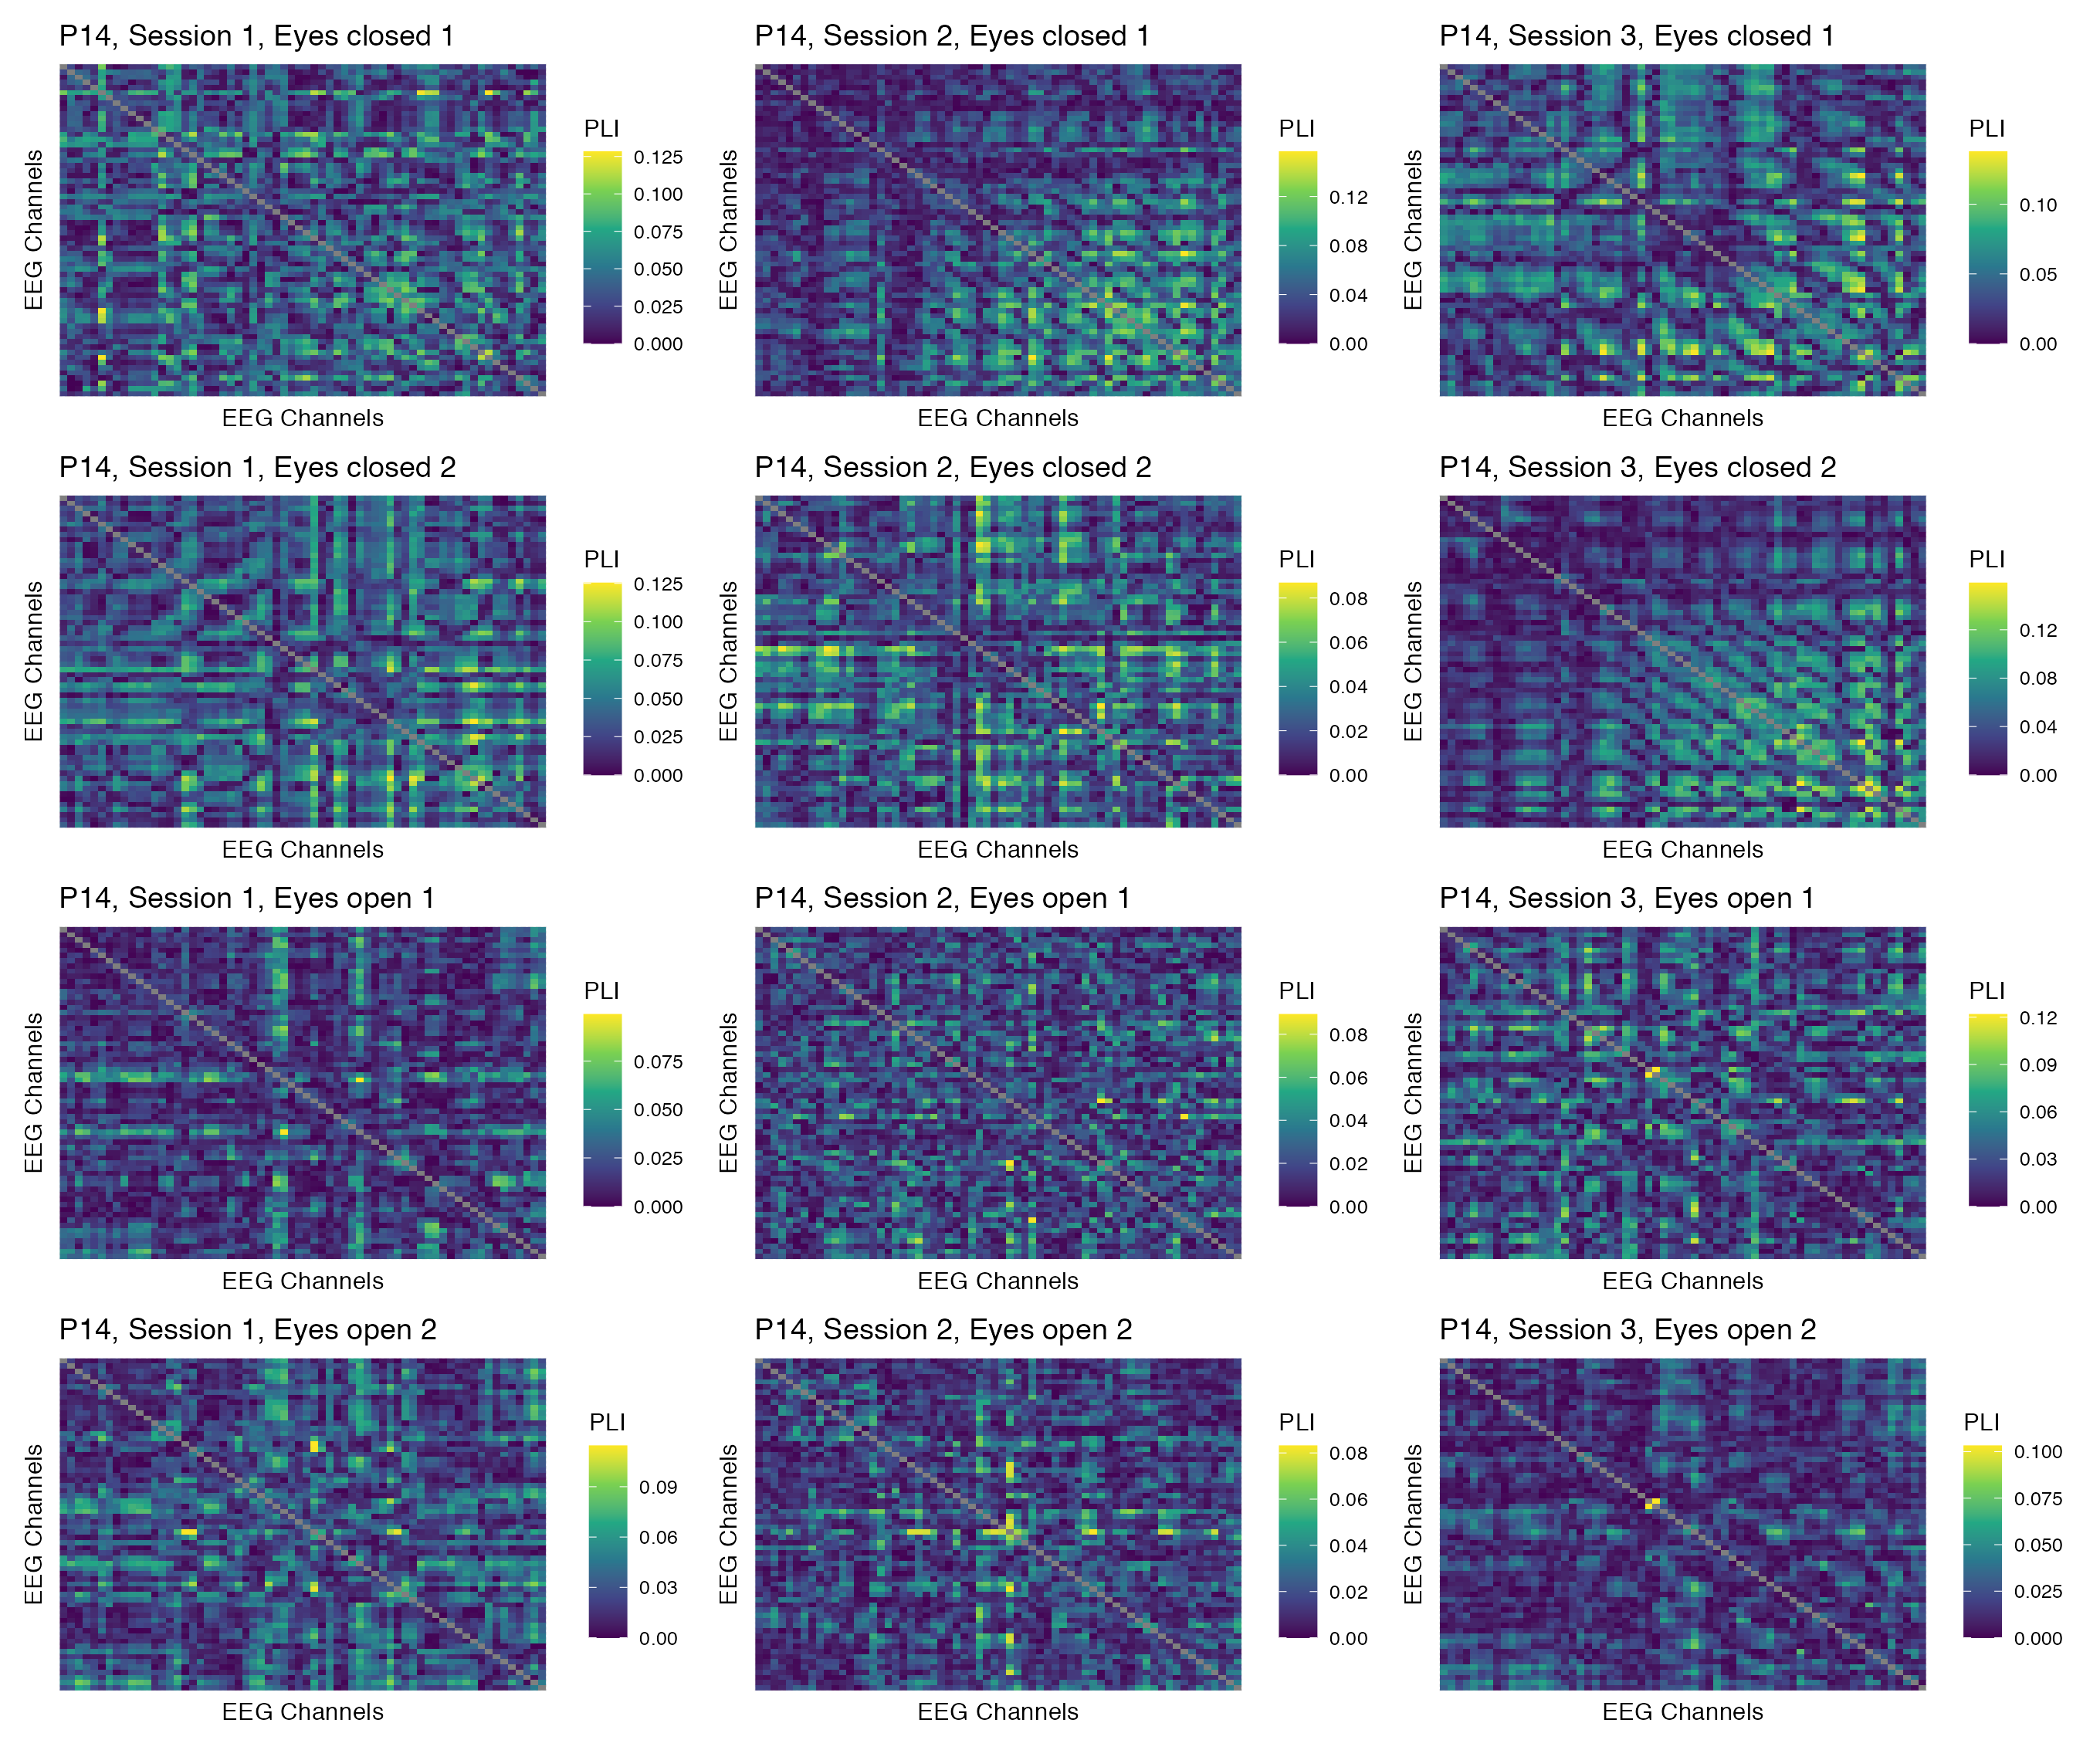 P14, Session 1, Eyes closed 1
EEG Channels
EEG Channels
PLI
0.125
0.100
0.075
0.050
0.025
0.000
P14, Session 2, Eyes closed 1
EEG Channels
EEG Channels
PLI
0.12
0.08
0.04
0.00
P14, Session 3, Eyes closed 1
EEG Channels
EEG Channels
PLI
0.10
0.05
0.00
P14, Session 1, Eyes closed 2
EEG Channels
EEG Channels
PLI
0.125
0.100
0.075
0.050
0.025
0.000
P14, Session 2, Eyes closed 2
EEG Channels
EEG Channels
PLI
0.08
0.06
0.04
0.02
0.00
P14, Session 3, Eyes closed 2
EEG Channels
EEG Channels
PLI
0.12
0.08
0.04
0.00
P14, Session 1, Eyes open 1
EEG Channels
EEG Channels
PLI
0.075
0.050
0.025
0.000
P14, Session 2, Eyes open 1
EEG Channels
EEG Channels
PLI
0.08
0.06
0.04
0.02
0.00
P14, Session 3, Eyes open 1
EEG Channels
EEG Channels
PLI
0.12
0.09
0.06
0.03
0.00
P14, Session 1, Eyes open 2
EEG Channels
EEG Channels
PLI
0.09
0.06
0.03
0.00
P14, Session 2, Eyes open 2
EEG Channels
EEG Channels
PLI
0.08
0.06
0.04
0.02
0.00
P14, Session 3, Eyes open 2
EEG Channels
EEG Channels
PLI
0.100
0.075
0.050
0.025
0.000